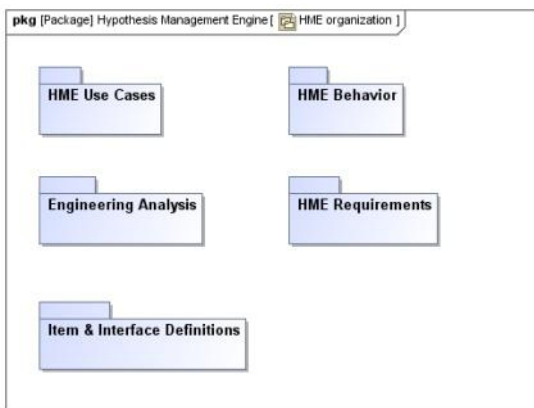 pkg [Package] Hypothesis Management Engine [ HME organization ]
HME Use Cases
HME Behavior
Engineering Analysis
HME Requirements
Item & Interface Definitions